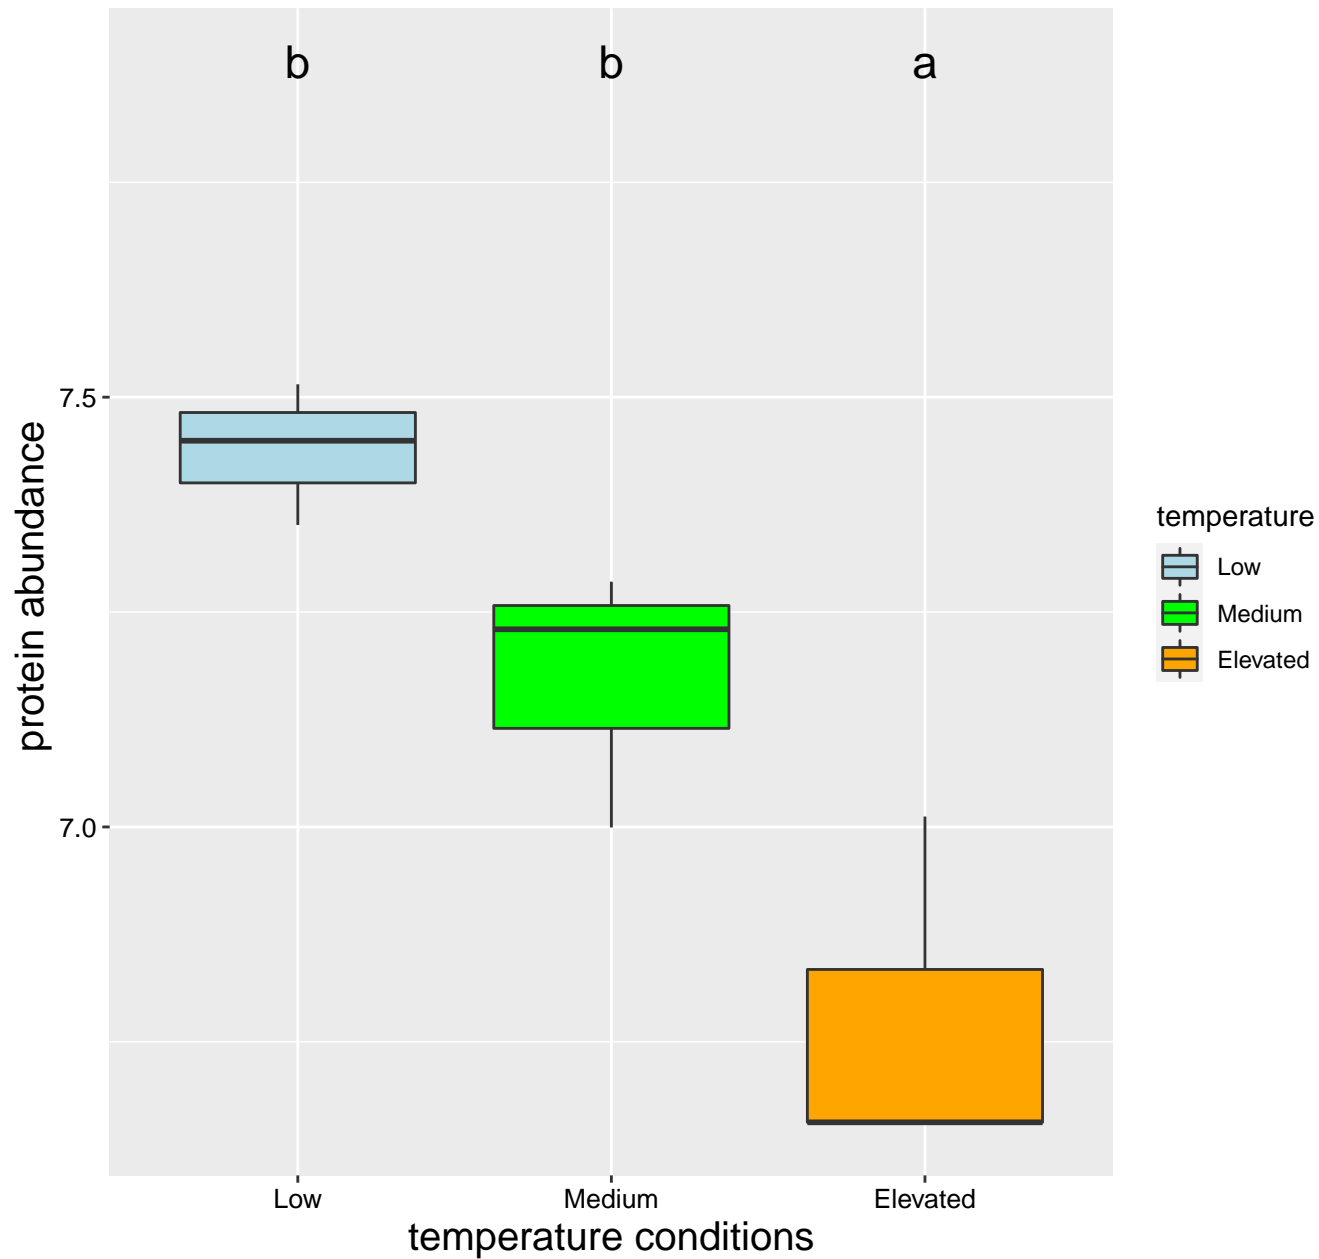 b b a
7.5
7.0
protein abundance
Low Medium Elevated
temperature conditions
temperature
Low
Medium
Elevated